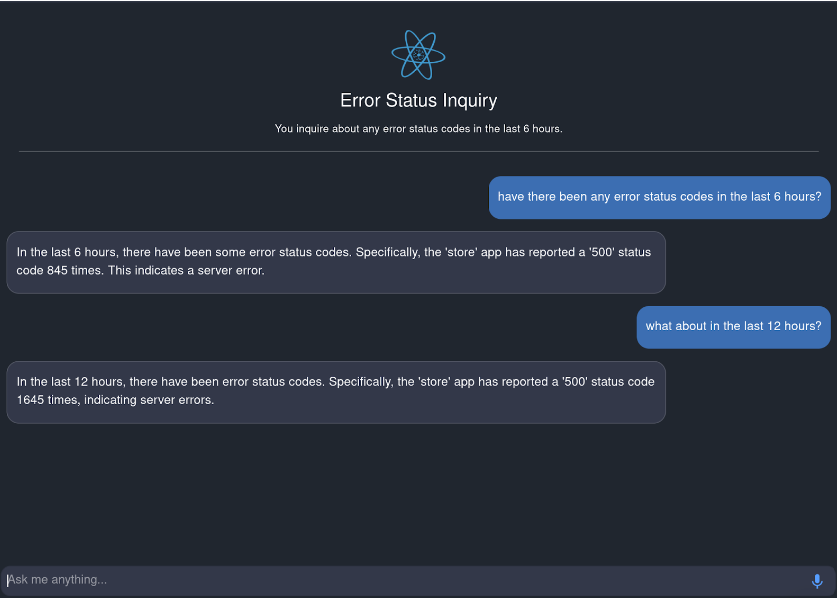 Error Status Inquiry
You inquire about any error status codes in the last 6 hours.
have there been any error status codes in the last 6 hours?
In the last 6 hours, there have been some error status codes. Specifically, the 'store' app has reported a '500' status
code 845 times. This indicates a server error.
what about in the last 12 hours?
In the last 12 hours, there have been error status codes. Specifically, the 'store' app has reported a '500' status code
1645 times, indicating server errors.
Ask me anything...